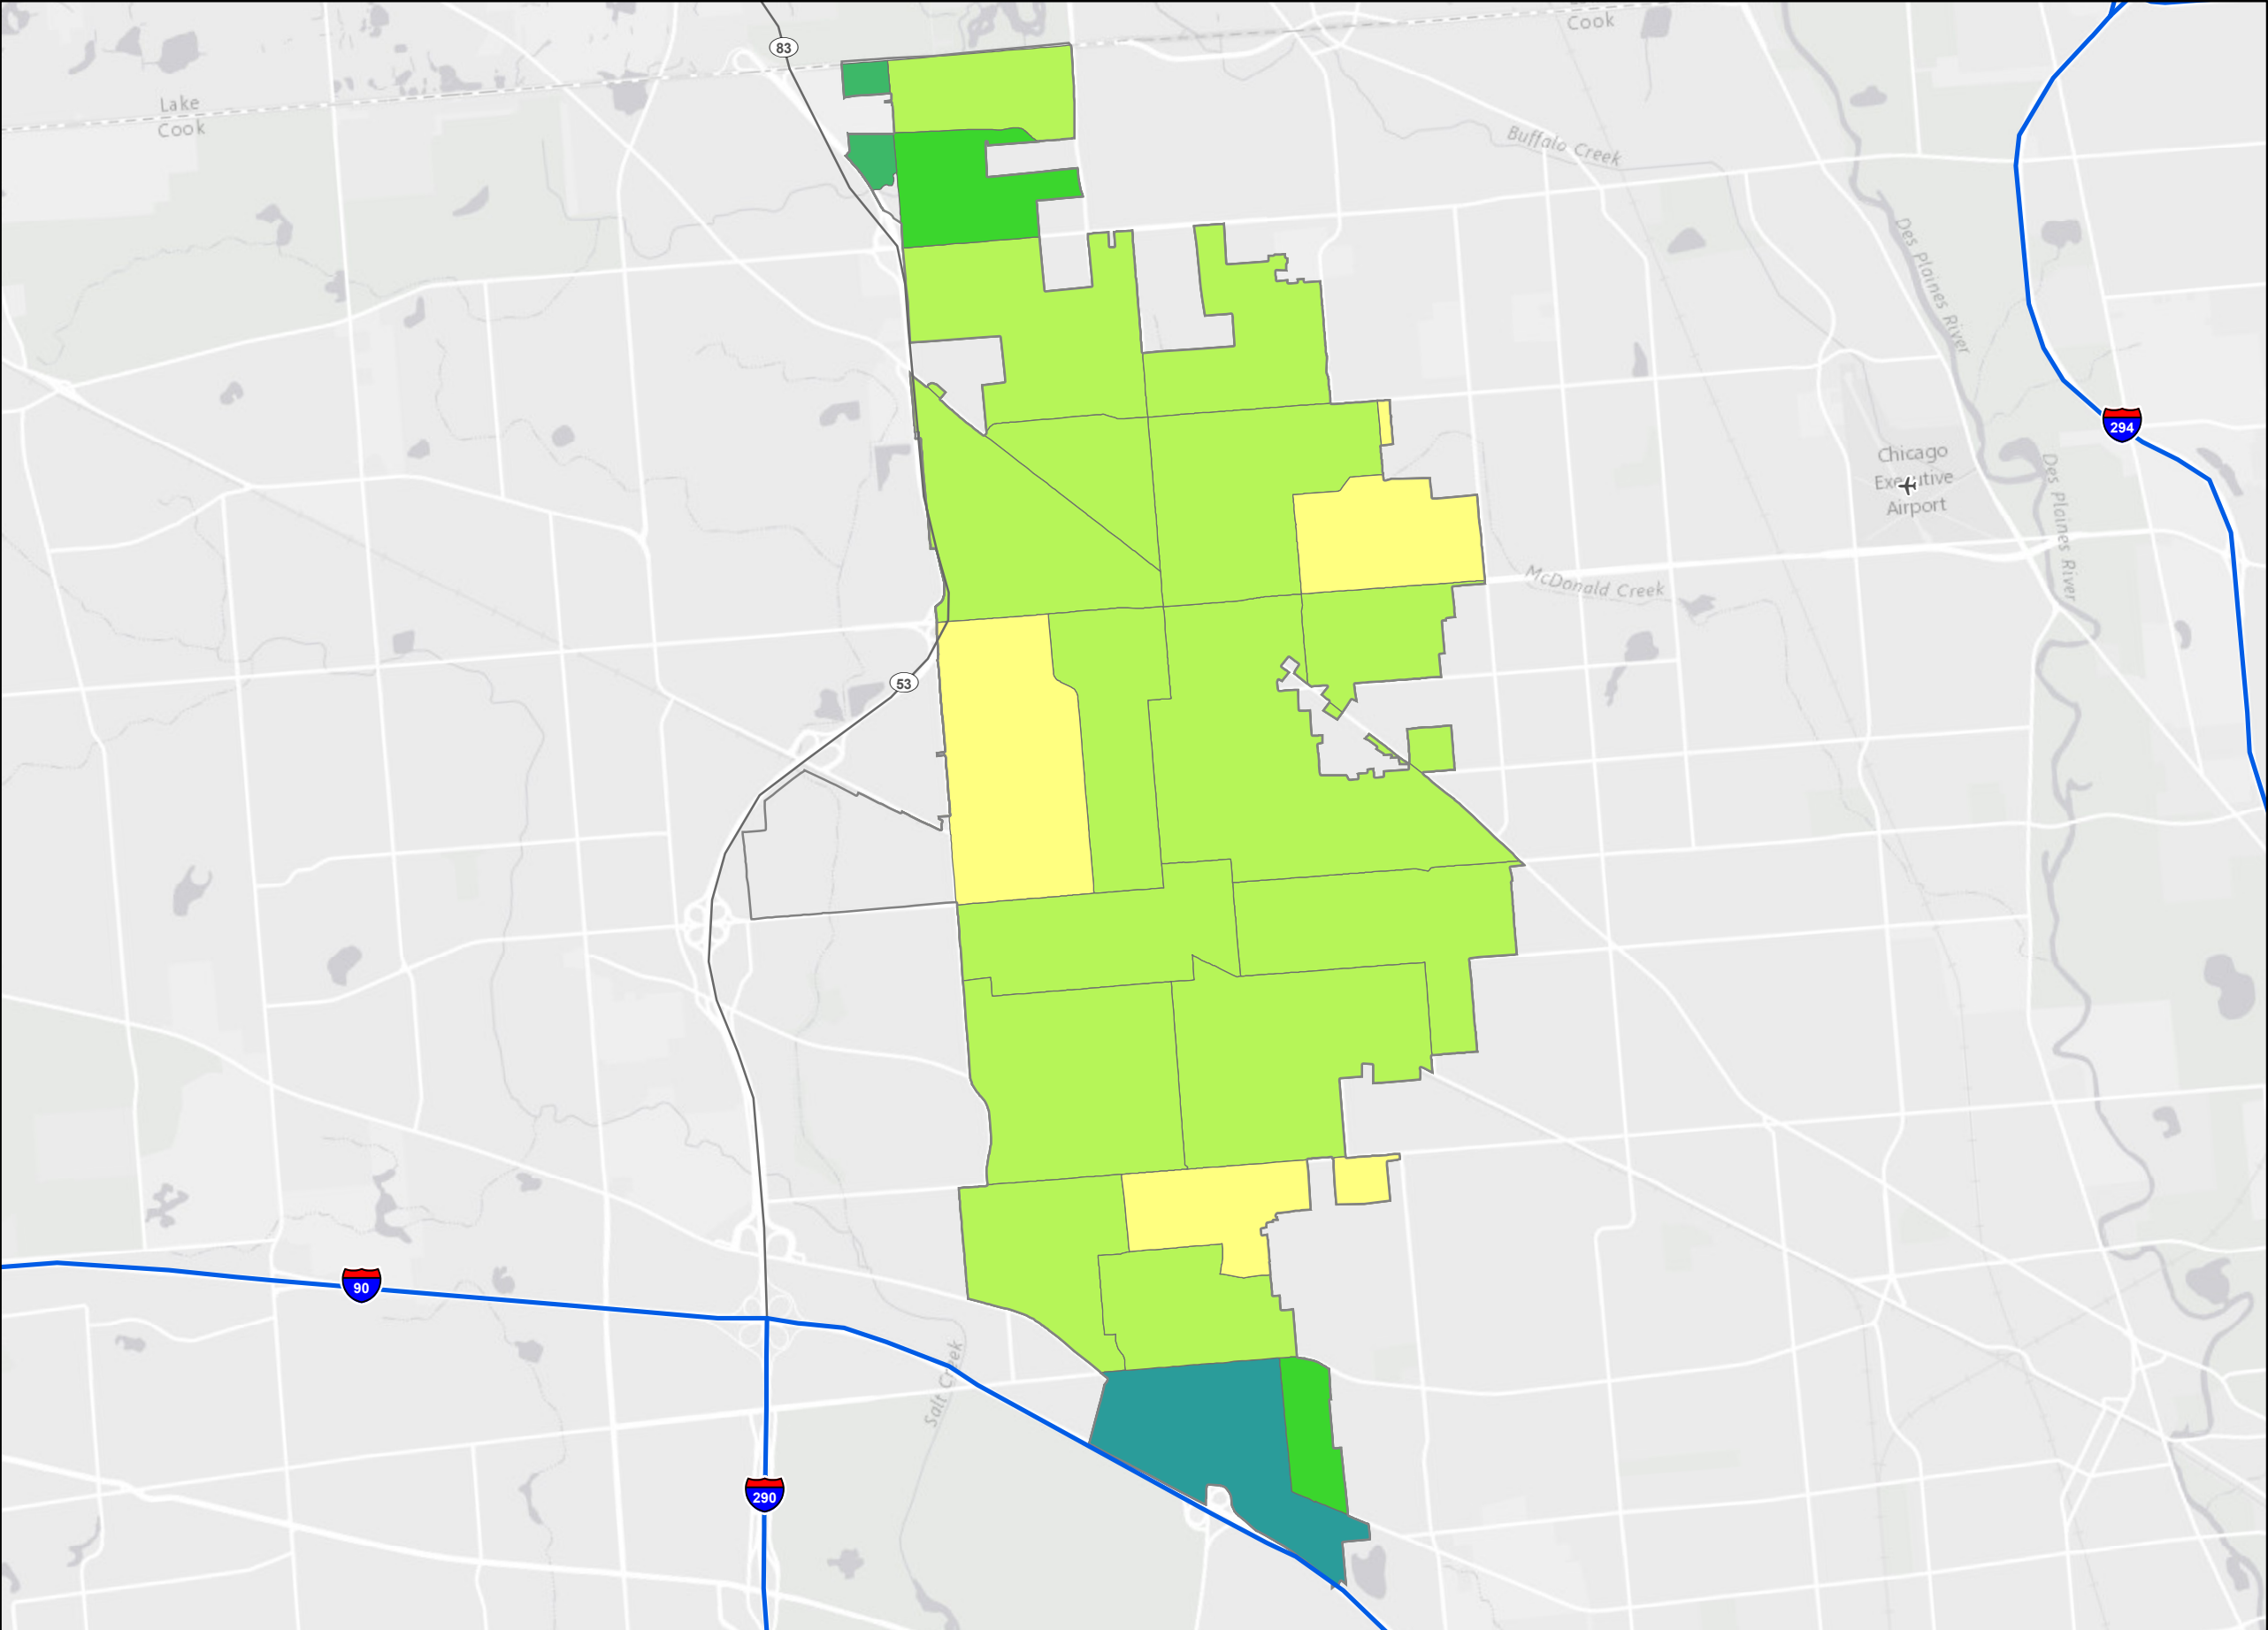 Cook
83
Lake
Cook
Buffalo Creek
Des Plaines River
294
Chicago
Executive
Airport
Des Plaines River
McDonald Creek
53
90
Salt Creek
290